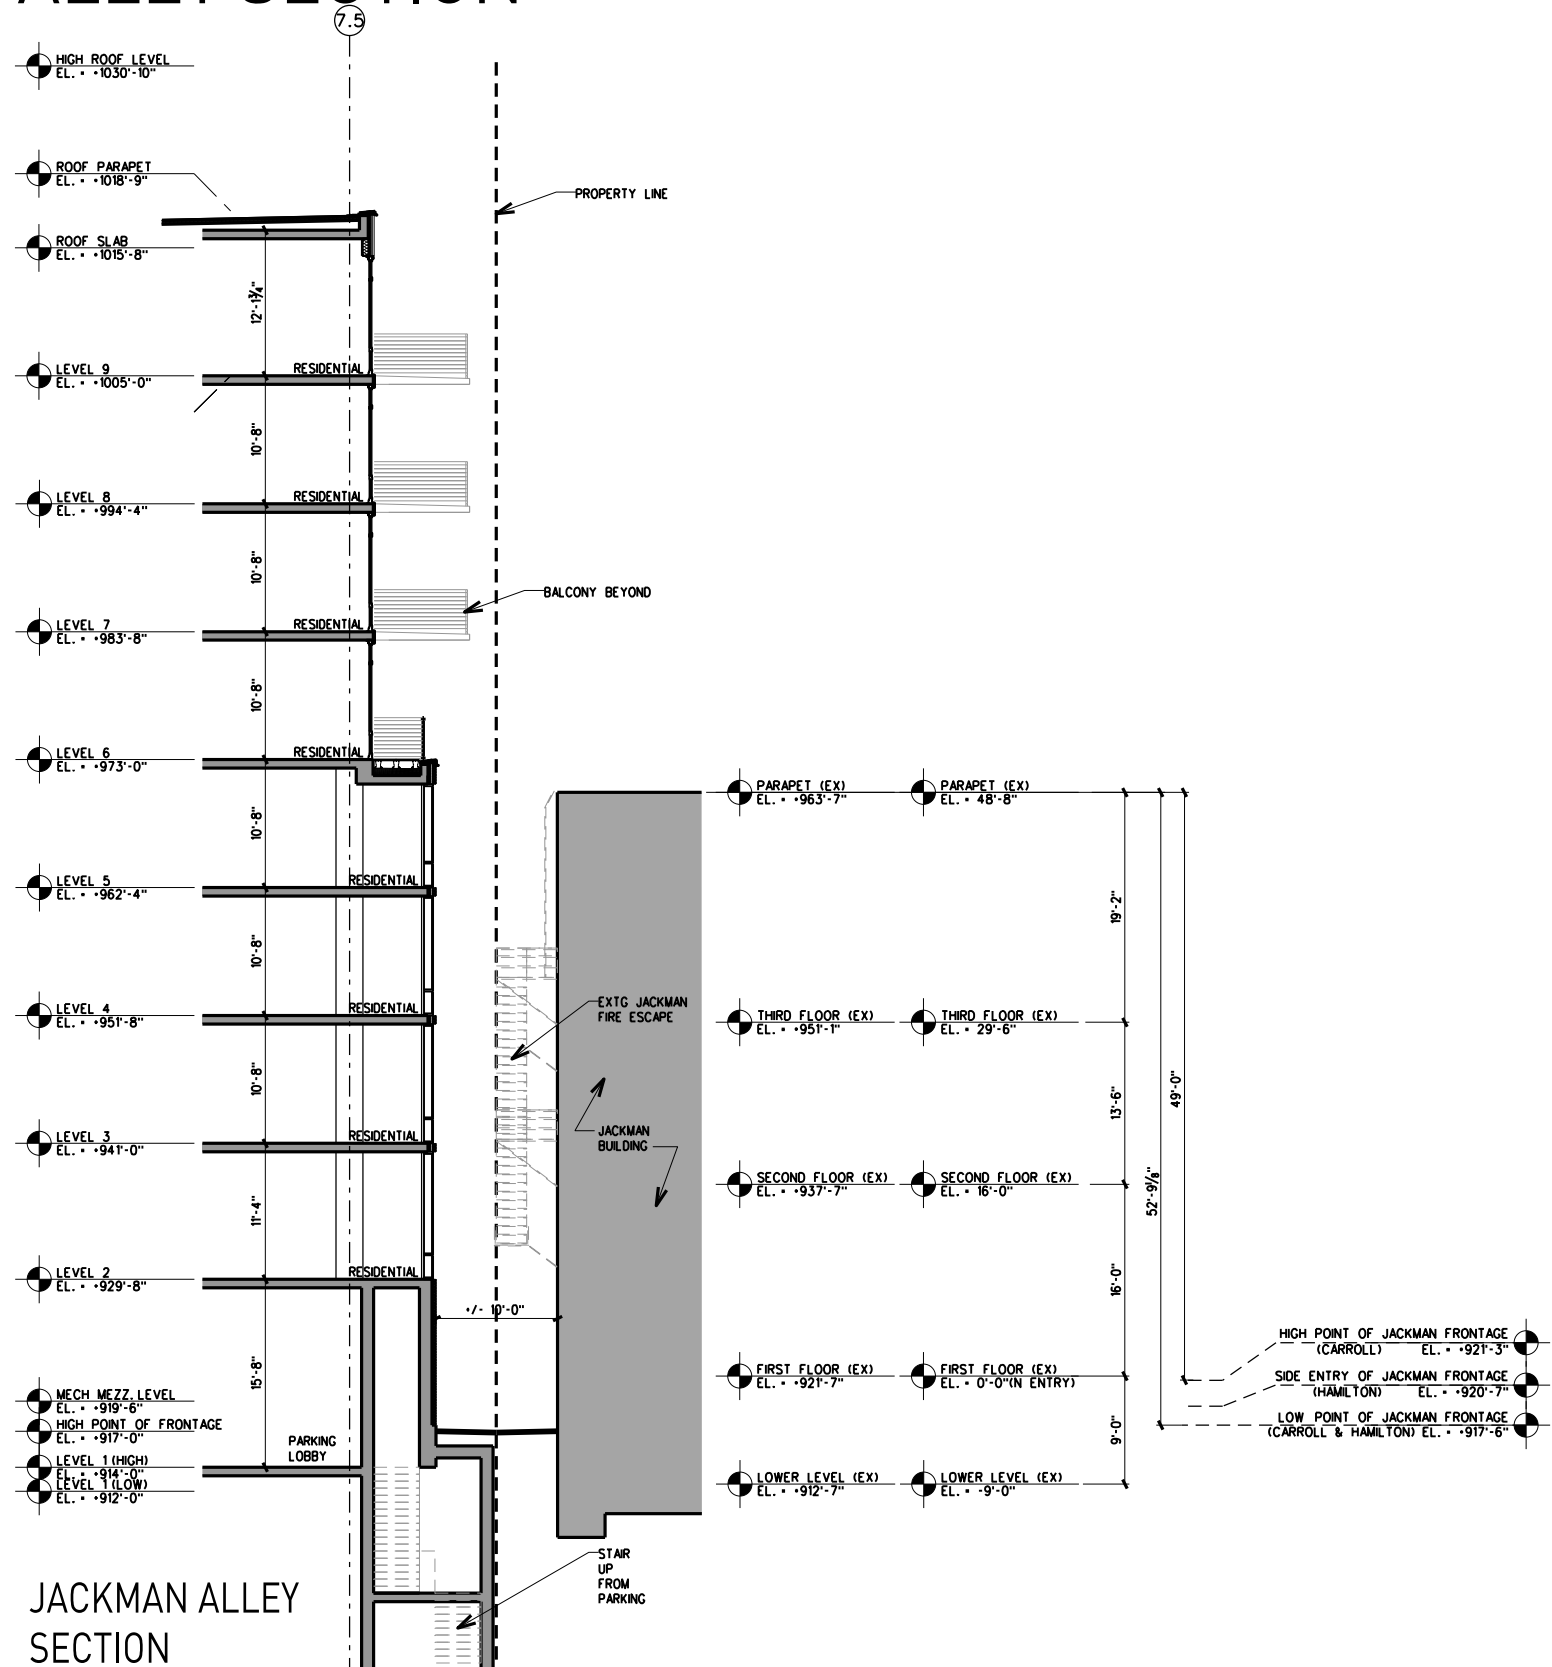 ALLEY SECTION
7.5
HIGH ROOF LEVEL
EL. = +1030'-10"
ROOF PARAPET
EL. = +1018'-9"
ROOF SLAB
EL. = +1015'-8"
LEVEL 9
EL. = +1005'-0"
LEVEL 8
EL. = +994'-4"
LEVEL 7
EL. = +983'-8"
LEVEL 6
EL. = +973'-0"
LEVEL 5
EL. = +962'-4"
LEVEL 4
EL. = +951'-8"
LEVEL 3
EL. = +941'-0"
LEVEL 2
EL. = +929'-8"
MECH MEZZ. LEVEL
EL. = +919'-6"
HIGH POINT OF FRONTAGE
EL. = +917'-0"
LEVEL 1 (HIGH)
EL. = +914'-0"
LEVEL 1 (LOW)
EL. = +912'-0"
12'-1¾"
10'-8"
10'-8"
10'-8"
10'-8"
10'-8"
10'-8"
11'-4"
15'-8"
RESIDENTIAL
RESIDENTIAL
RESIDENTIAL
RESIDENTIAL
RESIDENTIAL
RESIDENTIAL
RESIDENTIAL
RESIDENTIAL
PARKING
LOBBY
PROPERTY LINE
BALCONY BEYOND
EXTG JACKMAN
FIRE ESCAPE
JACKMAN
BUILDING
+/- 10'-0"
STAIR
UP
FROM
PARKING
PARAPET (EX)
EL. = +963'-7"
THIRD FLOOR (EX)
EL. = +951'-1"
SECOND FLOOR (EX)
EL. = +937'-7"
FIRST FLOOR (EX)
EL. = +921'-7"
LOWER LEVEL (EX)
EL. = +912'-7"
PARAPET (EX)
EL. = 48'-8"
THIRD FLOOR (EX)
EL. = 29'-6"
SECOND FLOOR (EX)
EL. = 16'-0"
FIRST FLOOR (EX)
EL. = 0'-0"(N ENTRY)
LOWER LEVEL (EX)
EL. = -9'-0"
19'-2"
13'-6"
16'-0"
9'-0"
52'-9⅛"
49'-0"
HIGH POINT OF JACKMAN FRONTAGE
(CARROLL) EL. = +921'-3"
SIDE ENTRY OF JACKMAN FRONTAGE
(HAMILTON) EL. = +920'-7"
LOW POINT OF JACKMAN FRONTAGE
(CARROLL & HAMILTON) EL. = +917'-6"
JACKMAN ALLEY
SECTION